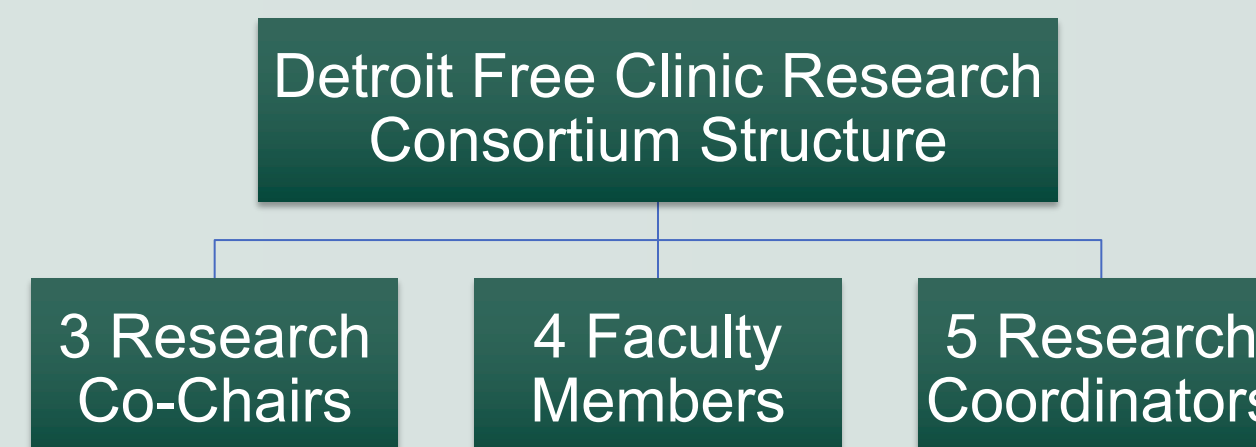 Detroit Free Clinic Research
Consortium Structure
3 Research
Co-Chairs
4 Faculty
Members
5 Research
Coordinators